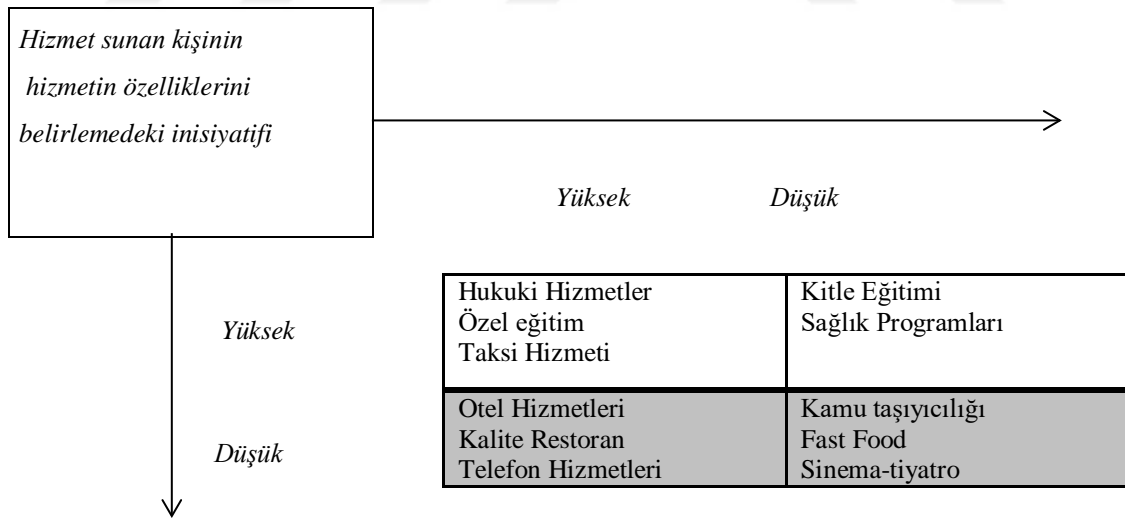 Hizmet sunan kişinin
hizmetin özelliklerini
belirlemedeki inisiyatifi
Yüksek Düşük
Hukuki Hizmetler
Özel eğitim
Taksi Hizmeti
Kitle Eğitimi
Sağlık Programları
Yüksek
Otel Hizmetleri
Kalite Restoran
Telefon Hizmetleri
Kamu taşıyıcılığı
Fast Food
Sinema-tiyatro
Düşük